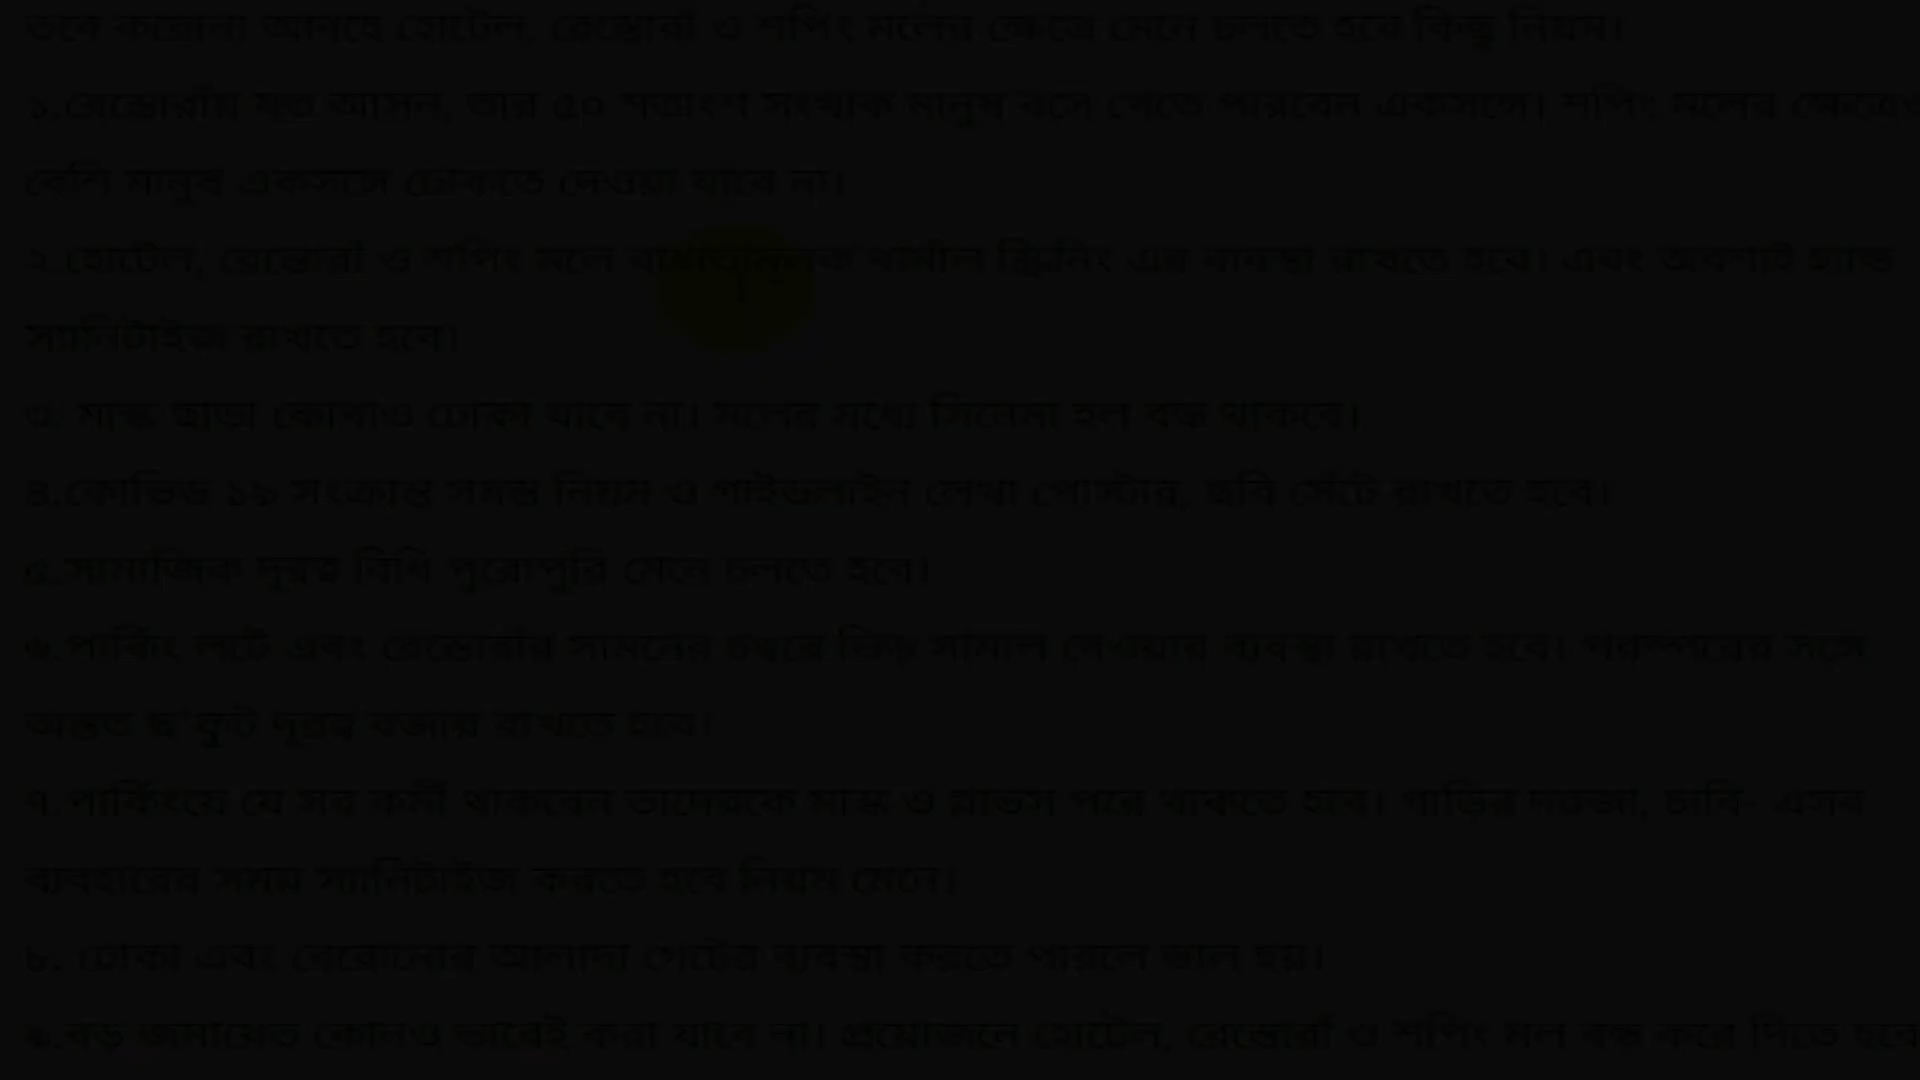 তবে করোনা আবহে হোটেল, রেস্তোরাঁ ও শপিং মলের ক্ষেত্রে মেনে চলতে হবে কিছু নিয়ম।
১.রেস্তোরাঁয় যত আসন, তার ৫০ শতাংশ সংখ্যক মানুষ বসে খেতে পারবেন একসঙ্গে। শপিং মলের ক্ষেত্রেও
বেশি মানুষ একসঙ্গে ঢোকতে দেওয়া যাবে না।
২.হোটেল, রেস্তোরাঁ ও শপিং মলে বাধ্যতামূলক থার্মাল স্ক্রিনিং এর ব্যবস্থা রাখতে হবে। এবং অবশ্যই হ্যান্ড
স্যানিটাইজ রাখতে হবে।
৩. মাস্ক ছাড়া কোথাও ঢোকা যাবে না। মলের মধ্যে সিনেমা হল বন্ধ থাকবে।
৪.কোভিড ১৯ সংক্রান্ত সমস্ত নিয়ম ও গাইডলাইন লেখা পোস্টার, ছবি সেঁটে রাখতে হবে।
৫.সামাজিক দূরত্ব বিধি পুরোপুরি মেনে চলতে হবে।
৬.পার্কিং লটে এবং রেস্তোরাঁর সামনের চত্বরে ভিড় সামাল দেওয়ার ব্যবস্থা রাখতে হবে। পরস্পরের সঙ্গে
অন্তত ছ'ফুট দূরত্ব বজায় রাখতে হবে।
৭.পার্কিংয়ে যে সব কর্মী থাকবেন তাদেরকে মাস্ক ও গ্লাভস পরে থাকতে হবে। গাড়ির দরজা, চাবি- এসব
ব্যবহারের সময় স্যানিটাইজ করতে হবে নিয়ম মেনে।
৮. ঢোকা এবং বেরোনোর আলাদা গেটের ব্যবস্থা করতে পারলে ভাল হয়।
৯.বড় জমায়েত কোনও ভাবেই করা যাবে না। প্রয়োজনে হোটেল, রেস্তোরাঁ ও শপিং মল বন্ধ করে দিতে হবে